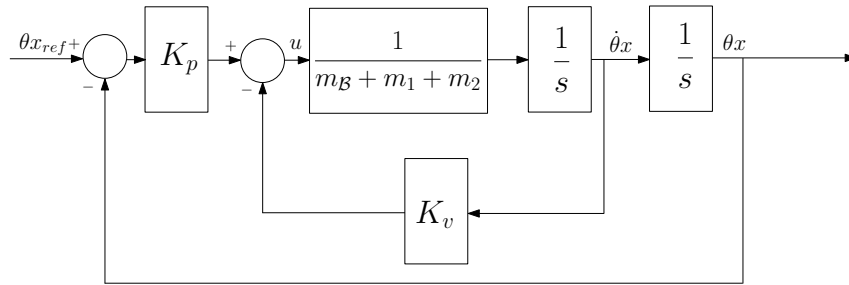 θx_ref + − K_p + − u 1/(m_ℬ + m_1 + m_2) 1/s θ̇x 1/s θx
K_v